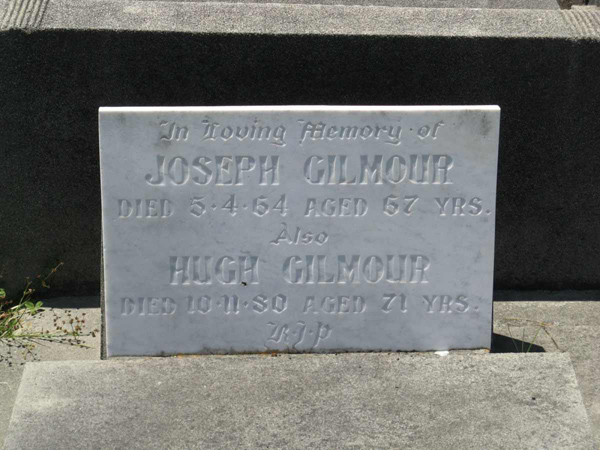 In Loving Memory of
JOSEPH GILMOUR
DIED 5·4·64 AGED 67 YRS.
Also
HUGH GILMOUR
DIED 10·11·80 AGED 71 YRS.
R.I.P